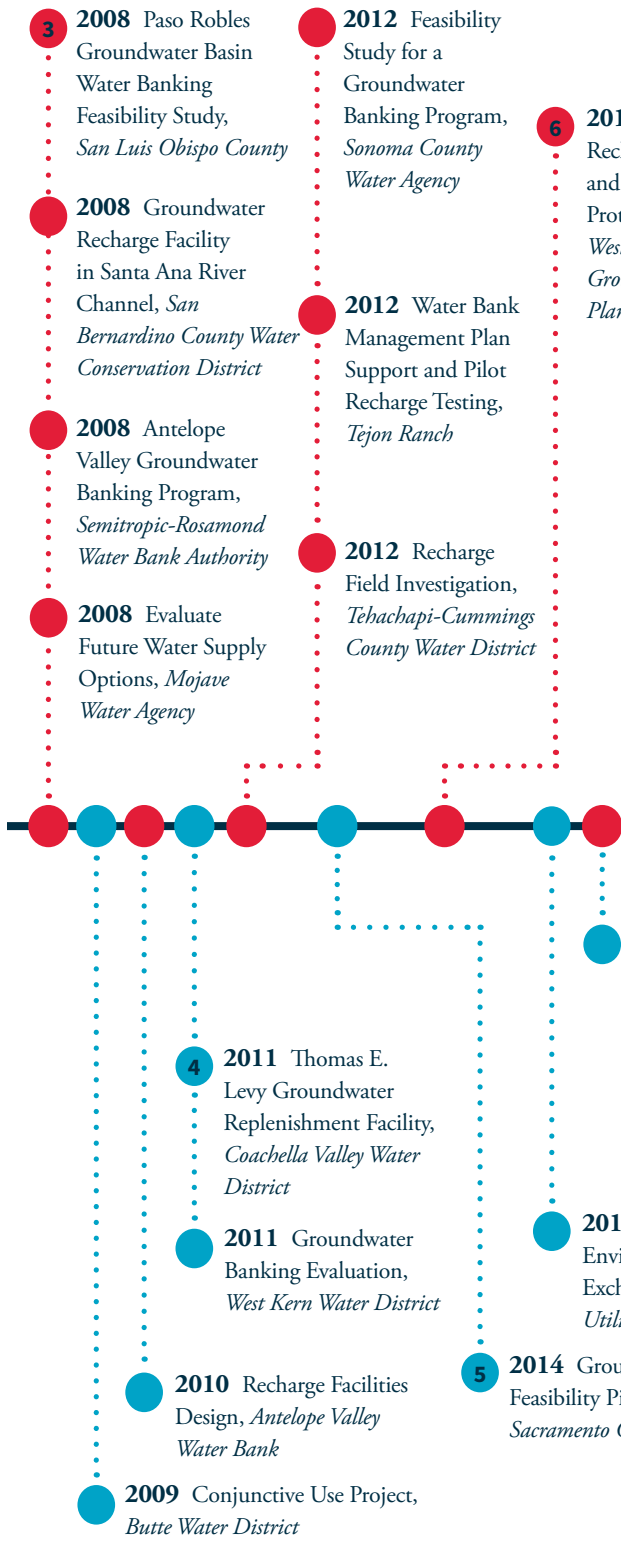 3
2008 Paso Robles
Groundwater Basin
Water Banking
Feasibility Study,
San Luis Obispo County
2008 Groundwater
Recharge Facility
in Santa Ana River
Channel, San
Bernardino County Water
Conservation District
2008 Antelope
Valley Groundwater
Banking Program,
Semitropic-Rosamond
Water Bank Authority
2008 Evaluate
Future Water Supply
Options, Mojave
Water Agency
2012 Feasibility
Study for a
Groundwater
Banking Program,
Sonoma County
Water Agency
2012 Water Bank
Management Plan
Support and Pilot
Recharge Testing,
Tejon Ranch
2012 Recharge
Field Investigation,
Tehachapi-Cummings
County Water District
6
and
4
2011 Thomas E.
Levy Groundwater
Replenishment Facility,
Coachella Valley Water
District
2011 Groundwater
Banking Evaluation,
West Kern Water District
2010 Recharge Facilities
Design, Antelope Valley
Water Bank
2009 Conjunctive Use Project,
Butte Water District
5
2014
Feasibility
Sacramento